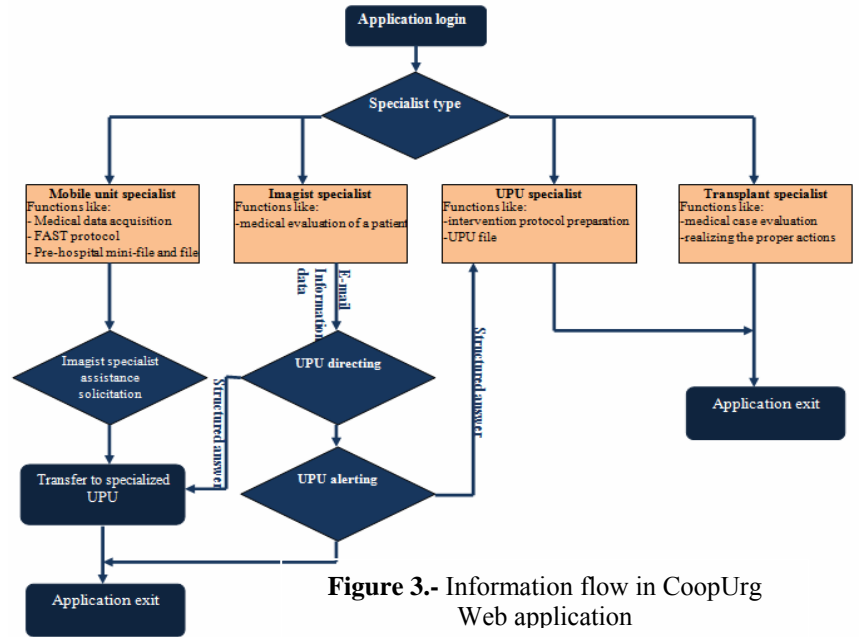 Application login
Specialist type
Mobile unit specialist
Functions like:
- Medical data acquisition
- FAST protocol
- Pre-hospital mini-file and file
Imagist specialist
Functions like:
-medical evaluation of a patient
UPU specialist
Functions like:
-intervention protocol preparation
-UPU file
Transplant specialist
Functions like:
-medical case evaluation
-realizing the proper actions
E-mail
Information
data
Imagist specialist
assistance
solicitation
UPU directing
Structured answer
Structured answer
Application exit
Transfer to specialized
UPU
UPU alerting
Application exit
Figure 3.- Information flow in CoopUrg
Web application